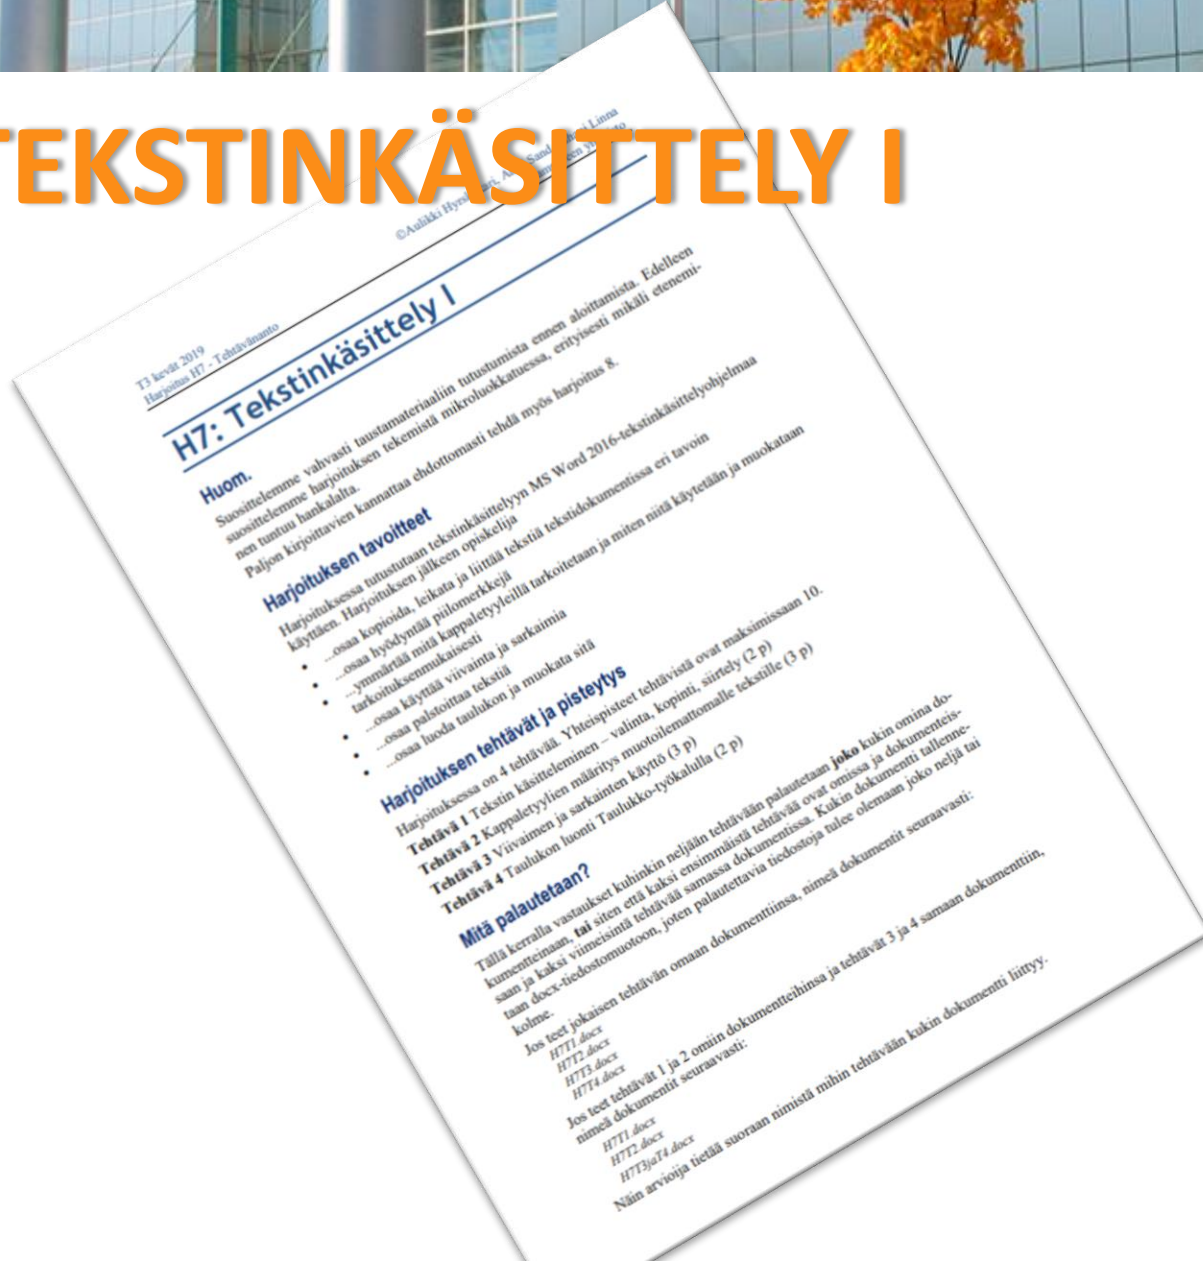 TEKSTINKÄSITTELY I
T3 kevät 2019
Harjoitus H7 - Tehtävänanto
©Aulikki Linna
H7: Tekstinkäsittely I
Huom.
Suosittelemme vahvasti taustamateriaaliin tutustumista ennen aloittamista. Edelleen
suosittelemme harjoituksen tekemistä mikroluokkatuessa, erityisesti mikäli etenemi-
nen tuntuu hankalalta.
Paljon kirjoittavien kannattaa ehdottomasti tehdä myös harjoitus 8.
Harjoituksen tavoitteet
Harjoituksessa tutustutaan tekstinkäsittelyyn MS Word 2016-tekstinkäsittelyohjelmaa
käyttäen. Harjoituksen jälkeen opiskelija
• ...osaa kopioida, leikata ja liittää tekstiä tekstidokumentissa eri tavoin
• ...osaa hyödyntää piilomerkkejä
• ...ymmärtää mitä kappaletyyleillä tarkoitetaan ja miten niitä käytetään ja muokataan
tarkoituksenmukaisesti
• ...osaa käyttää viivainta ja sarkaimia
• ...osaa palstoittaa tekstiä
• ...osaa luoda taulukon ja muokata sitä
Harjoituksen tehtävät ja pisteytys
Harjoituksessa on 4 tehtävää. Yhteispisteet tehtävistä ovat maksimissaan 10.
Tehtävä 1 Tekstin käsitteleminen – valinta, kopinti, siirtely (2 p)
Tehtävä 2 Kappaletyylien määritys muotoilemattomalle tekstille (3 p)
Tehtävä 3 Viivaimen ja sarkainten käyttö (3 p)
Tehtävä 4 Taulukon luonti Taulukko-työkalulla (2 p)
Mitä palautetaan?
Tällä kerralla vastaukset kuhinkin neljään tehtävään palautetaan joko kukin omina do-
kumentteinaan, tai siten että kaksi ensimmäistä tehtävää ovat omissa ja dokumenteis-
saan ja kaksi viimeisintä tehtävää samassa dokumentissa. Kukin dokumentti tallenne-
taan docx-tiedostomuotoon, joten palautettavia tiedostoja tulee olemaan joko neljä tai
kolme.
Jos teet jokaisen tehtävän omaan dokumenttiinsa, nimeä dokumentit seuraavasti:
H7T1.docx
H7T2.docx
H7T3.docx
H7T4.docx
Jos teet tehtävät 1 ja 2 omiin dokumentteihinsa ja tehtävät 3 ja 4 samaan dokumenttiin,
nimeä dokumentit seuraavasti:
H7T1.docx
H7T2.docx
H7T3jaT4.docx
Näin arvioija tietää suoraan nimistä mihin tehtävään kukin dokumentti liittyy.